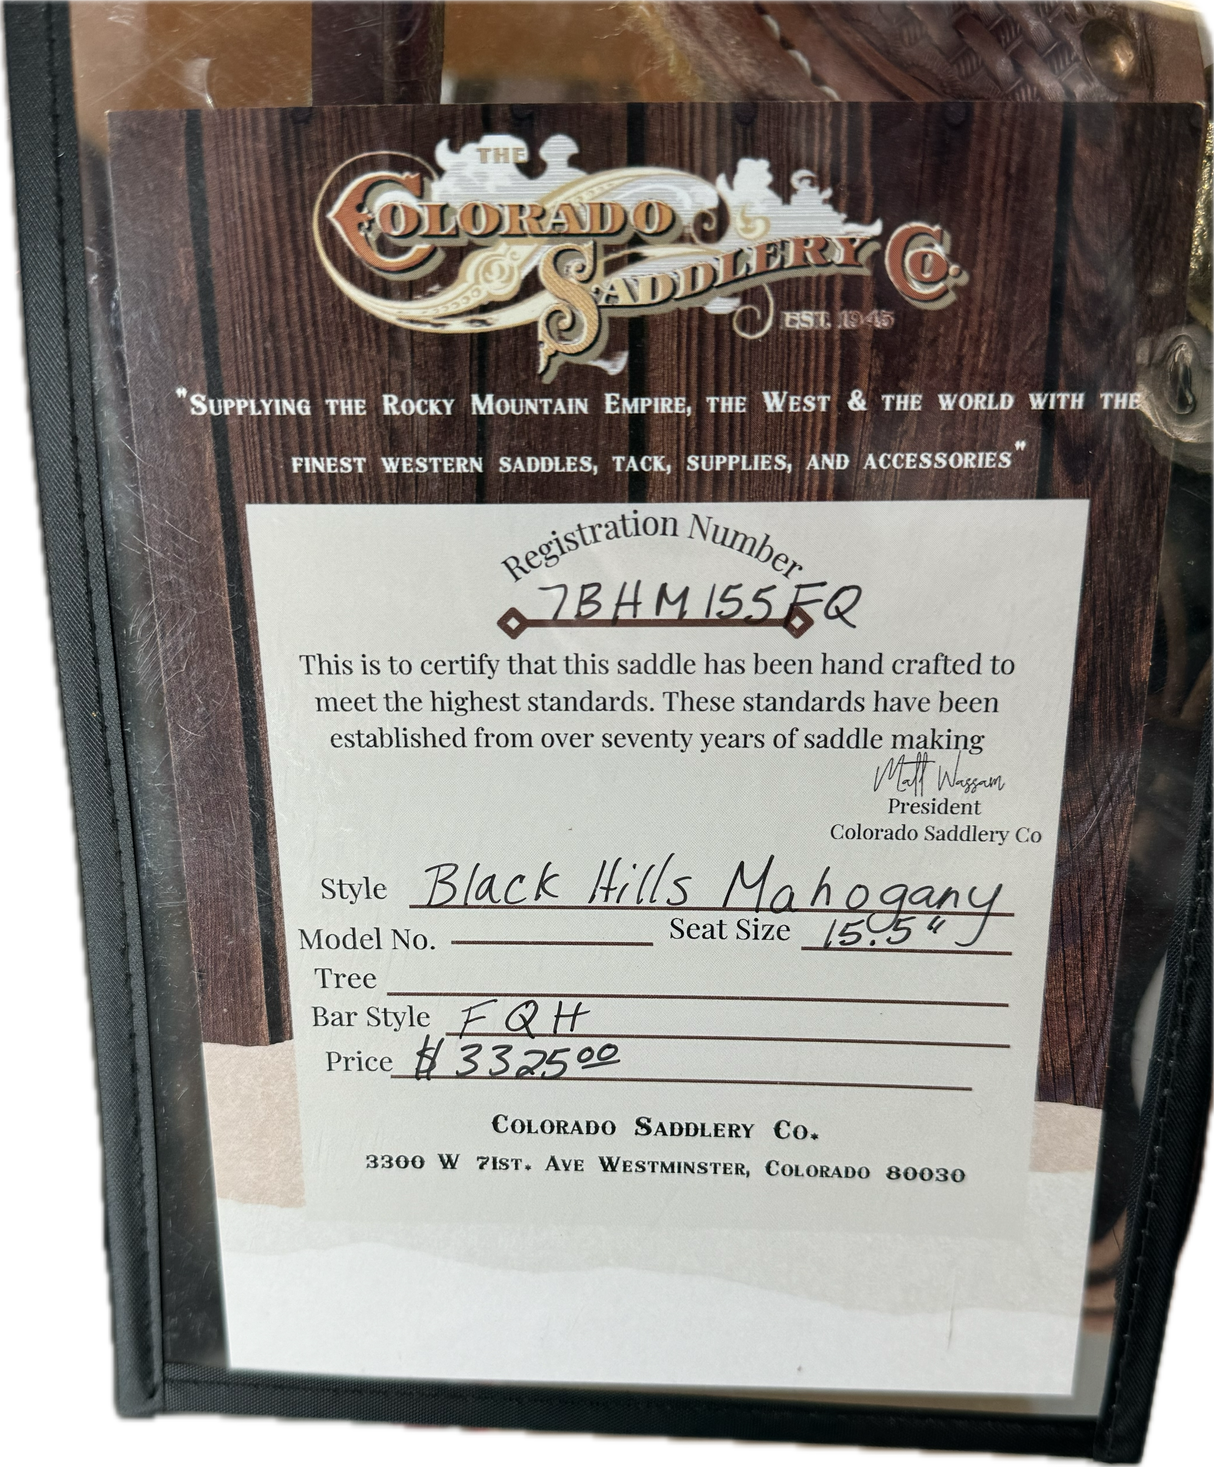 THE
COLORADO
SADDLERY CO.
EST. 1945
"SUPPLYING THE ROCKY MOUNTAIN EMPIRE, THE WEST & THE WORLD WITH THE
FINEST WESTERN SADDLES, TACK, SUPPLIES, AND ACCESSORIES"
Registration Number
7BHM155FQ
This is to certify that this saddle has been hand crafted to
meet the highest standards. These standards have been
established from over seventy years of saddle making
Matt Wassam
President
Colorado Saddlery Co
Style Black Hills Mahogany
Model No. Seat Size 15.5"
Tree
Bar Style FQH
Price $3325.00
COLORADO SADDLERY CO.
3300 W 71ST. AVE WESTMINSTER, COLORADO 80030